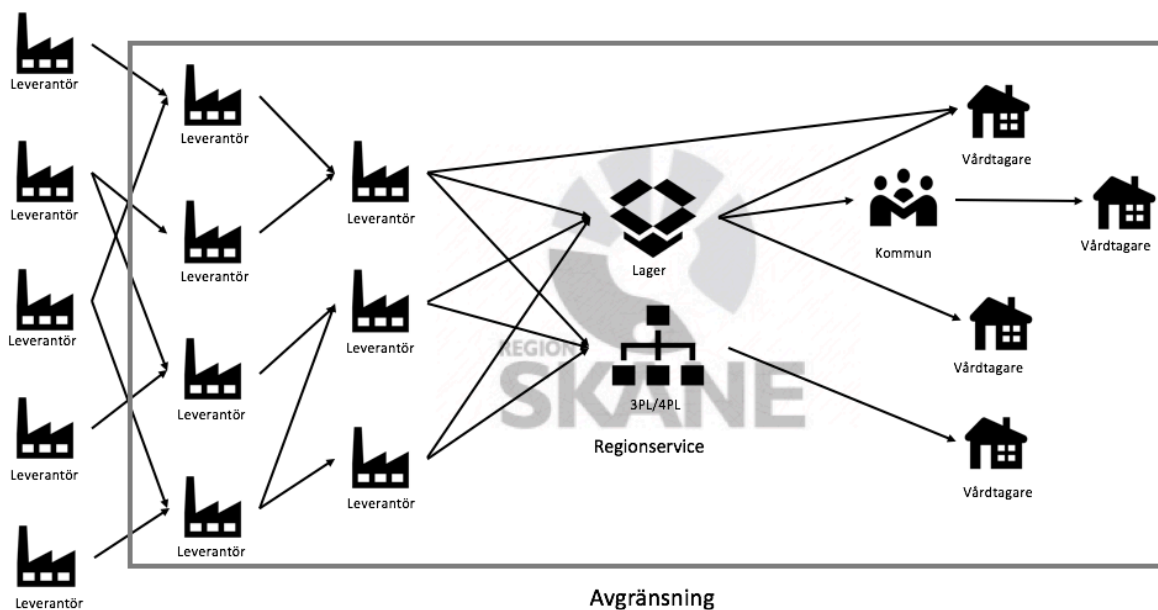 Leverantör
Leverantör
Leverantör
Leverantör
Leverantör
Leverantör
Leverantör
Leverantör
Leverantör
Leverantör
Leverantör
Leverantör
Lager
REGION
SKÅNE
3PL/4PL
Regionservice
Vårdtagare
Kommun
Vårdtagare
Vårdtagare
Vårdtagare
Avgränsning